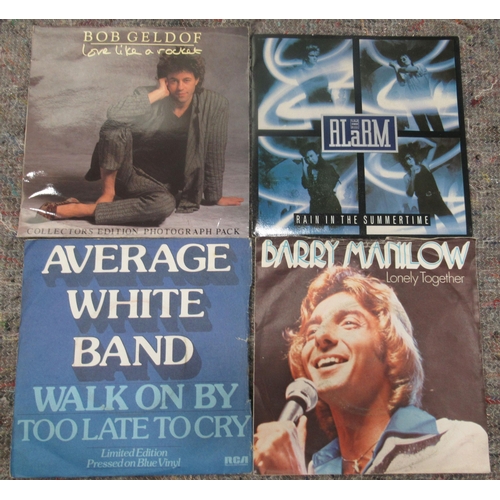 BOB GELDOF
love like a rocket
COLLECTORS EDITION PHOTOGRAPH PACK
THE
ALaRM
RAIN IN THE SUMMERTIME
AVERAGE
WHITE
BAND
WALK ON BY
TOO LATE TO CRY
Limited Edition
Pressed on Blue Vinyl
RCA
BARRY MANILOW
Lonely Together